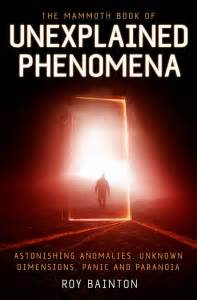 THE MAMMOTH BOOK OF
UNEXPLAINED
PHENOMENA
ASTONISHING ANOMALIES, UNKNOWN
DIMENSIONS, PANIC AND PARANOIA
ROY BAINTON